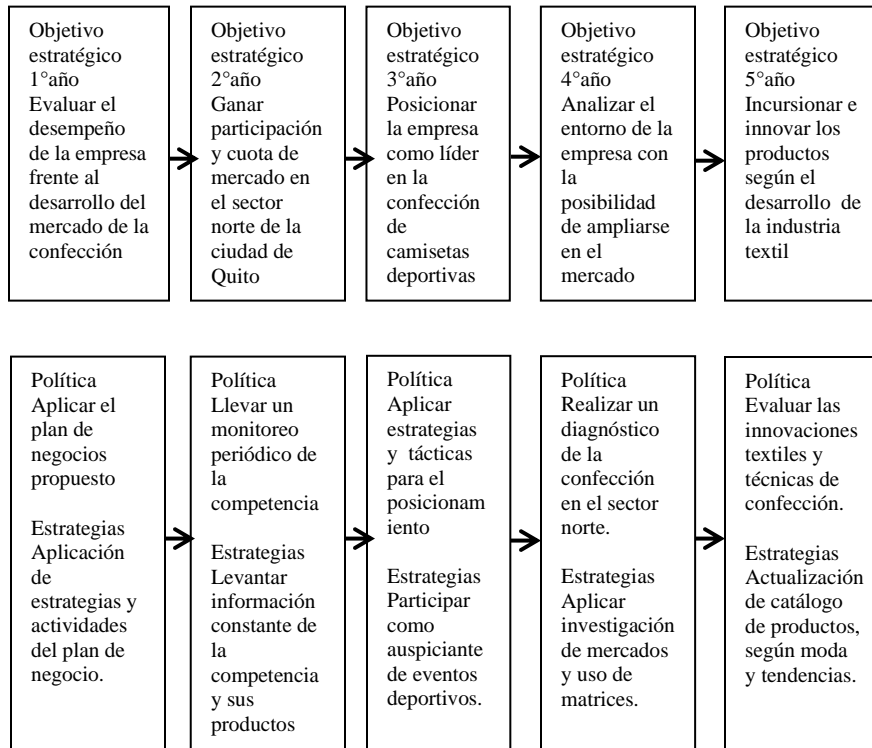 Objetivo
estratégico
1°año
Evaluar el
desempeño
de la empresa
frente al
desarrollo del
mercado de la
confección
Objetivo
estratégico
2°año
Ganar
participación
y cuota de
mercado en
el sector
norte de la
ciudad de
Quito
Objetivo
estratégico
3°año
Posicionar
la empresa
como líder
en la
confección
de
camisetas
deportivas
Objetivo
estratégico
4°año
Analizar el
entorno de la
empresa con
la
posibilidad
de ampliarse
en el
mercado
Objetivo
estratégico
5°año
Incursionar e
innovar los
productos
según el
desarrollo de
la industria
textil
Política
Aplicar el
plan de
negocios
propuesto
Estrategias
Aplicación
de
estrategias y
actividades
del plan de
negocio.
Política
Llevar un
monitoreo
periódico de
la
competencia
Estrategias
Levantar
información
constante de
la
competencia
y sus
productos
Política
Aplicar
estrategias
y tácticas
para el
posicionam
iento
Estrategias
Participar
como
auspiciante
de eventos
deportivos.
Política
Realizar un
diagnóstico
de la
confección
en el sector
norte.
Estrategias
Aplicar
investigación
de mercados
y uso de
matrices.
Política
Evaluar las
innovaciones
textiles y
técnicas de
confección.
Estrategias
Actualización
de catálogo
de productos,
según moda
y tendencias.